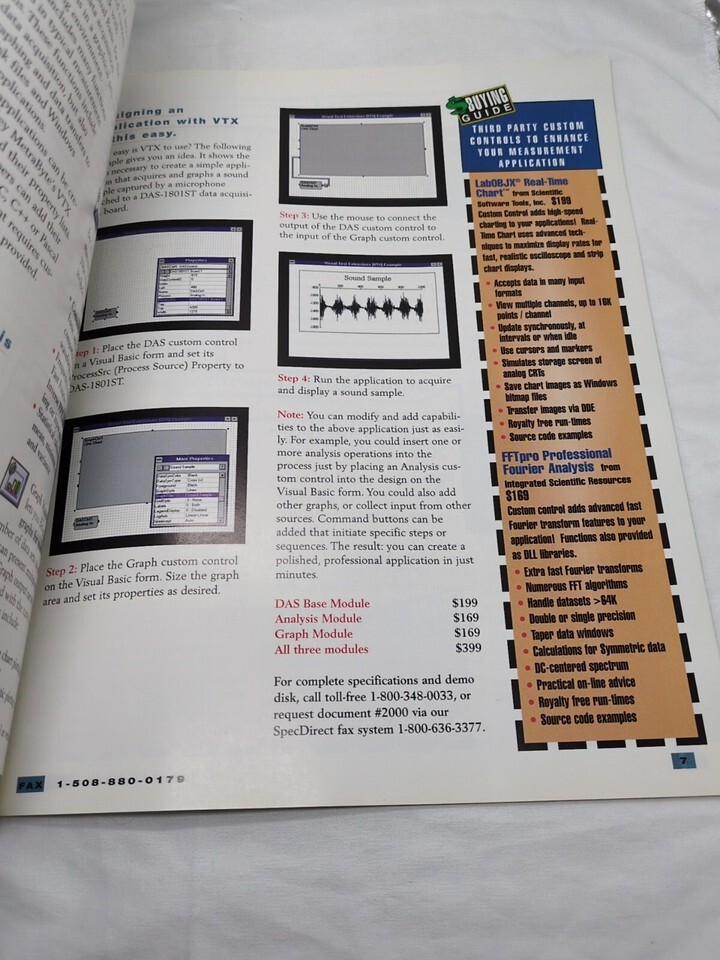 signing an
plication with VTX
this easy.
easy is VTX to use? The following
gives you an idea. It shows the
necessary to create a simple appli-
n that acquires and graphs a sound
captured by a microphone
ched to a DAS-1801ST data acquisi-
board.
Properties
Step 1: Place the DAS custom control
on a Visual Basic form and set its
ProcessSrc (Process Source) Property to
DAS-1801ST.
More Properties
Step 2: Place the Graph custom control
on the Visual Basic form. Size the graph
area and set its properties as desired.
Visual Test Extensions (VTX) Example
Step 3: Use the mouse to connect the
output of the DAS custom control to
the input of the Graph custom control.
Visual Test Extensions (VTX) Example
Sound Sample
Step 4: Run the application to acquire
and display a sound sample.
Note: You can modify and add capabili-
ties to the above application just as easi-
ly. For example, you could insert one or
more analysis operations into the
process just by placing an Analysis cus-
tom control into the design on the
Visual Basic form. You could also add
other graphs, or collect input from other
sources. Command buttons can be
added that initiate specific steps or
sequences. The result: you can create a
polished, professional application in just
minutes.
DAS Base Module $199
Analysis Module $169
Graph Module $169
All three modules $399
For complete specifications and demo
disk, call toll-free 1-800-348-0033, or
request document #2000 via our
SpecDirect fax system 1-800-636-3377.
$ BUYING
GUIDE
THIRD PARTY CUSTOM
CONTROLS TO ENHANCE
YOUR MEASUREMENT
APPLICATION
LabOBJX® Real-Time
Chart™ from Scientific
Software Tools, Inc. $199
Custom Control adds high-speed
charting to your applications! Real-
Time Chart uses advanced tech-
niques to maximize display rates for
fast, realistic oscilloscope and strip
chart displays.
• Accepts data in many input
formats
• View multiple channels, up to 16K
points / channel
• Update synchronously, at
intervals or when idle
• Use cursors and markers
• Simulates storage screen of
analog CRTs
• Save chart images as Windows
bitmap files
• Transfer images via DDE
• Royalty free run-times
• Source code examples
FFTpro Professional
Fourier Analysis from
Integrated Scientific Resources
$169
Custom control adds advanced fast
Fourier transform features to your
application! Functions also provided
as DLL libraries.
• Extra fast Fourier transforms
• Numerous FFT algorithms
• Handle datasets >64K
• Double or single precision
• Taper data windows
• Calculations for Symmetric data
• DC-centered spectrum
• Practical on-line advice
• Royalty free run-times
• Source code examples
FAX 1-508-880-0179
7